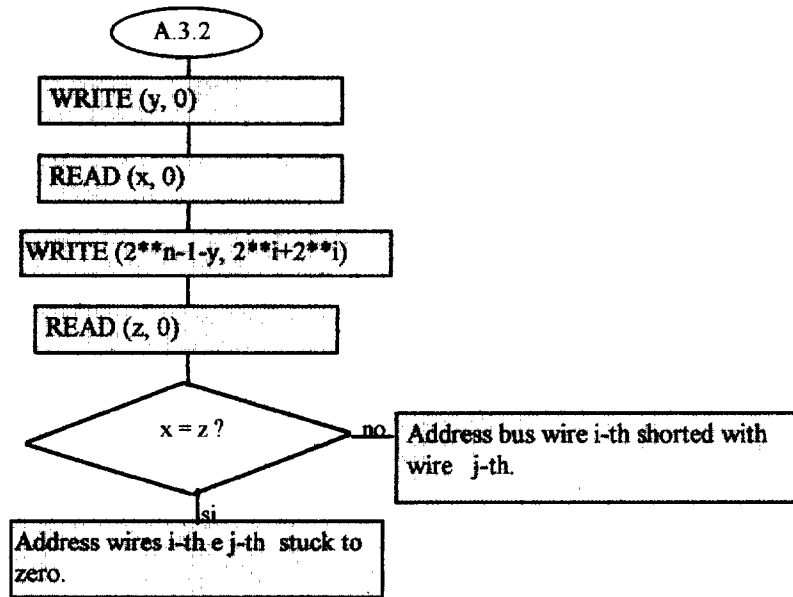 A.3.2
WRITE (y, 0)
READ (x, 0)
WRITE (2**n-1-y, 2**i+2**i)
READ (z, 0)
x = z ?
no
Address bus wire i-th shorted with
wire j-th.
si
Address wires i-th e j-th stuck to
zero.